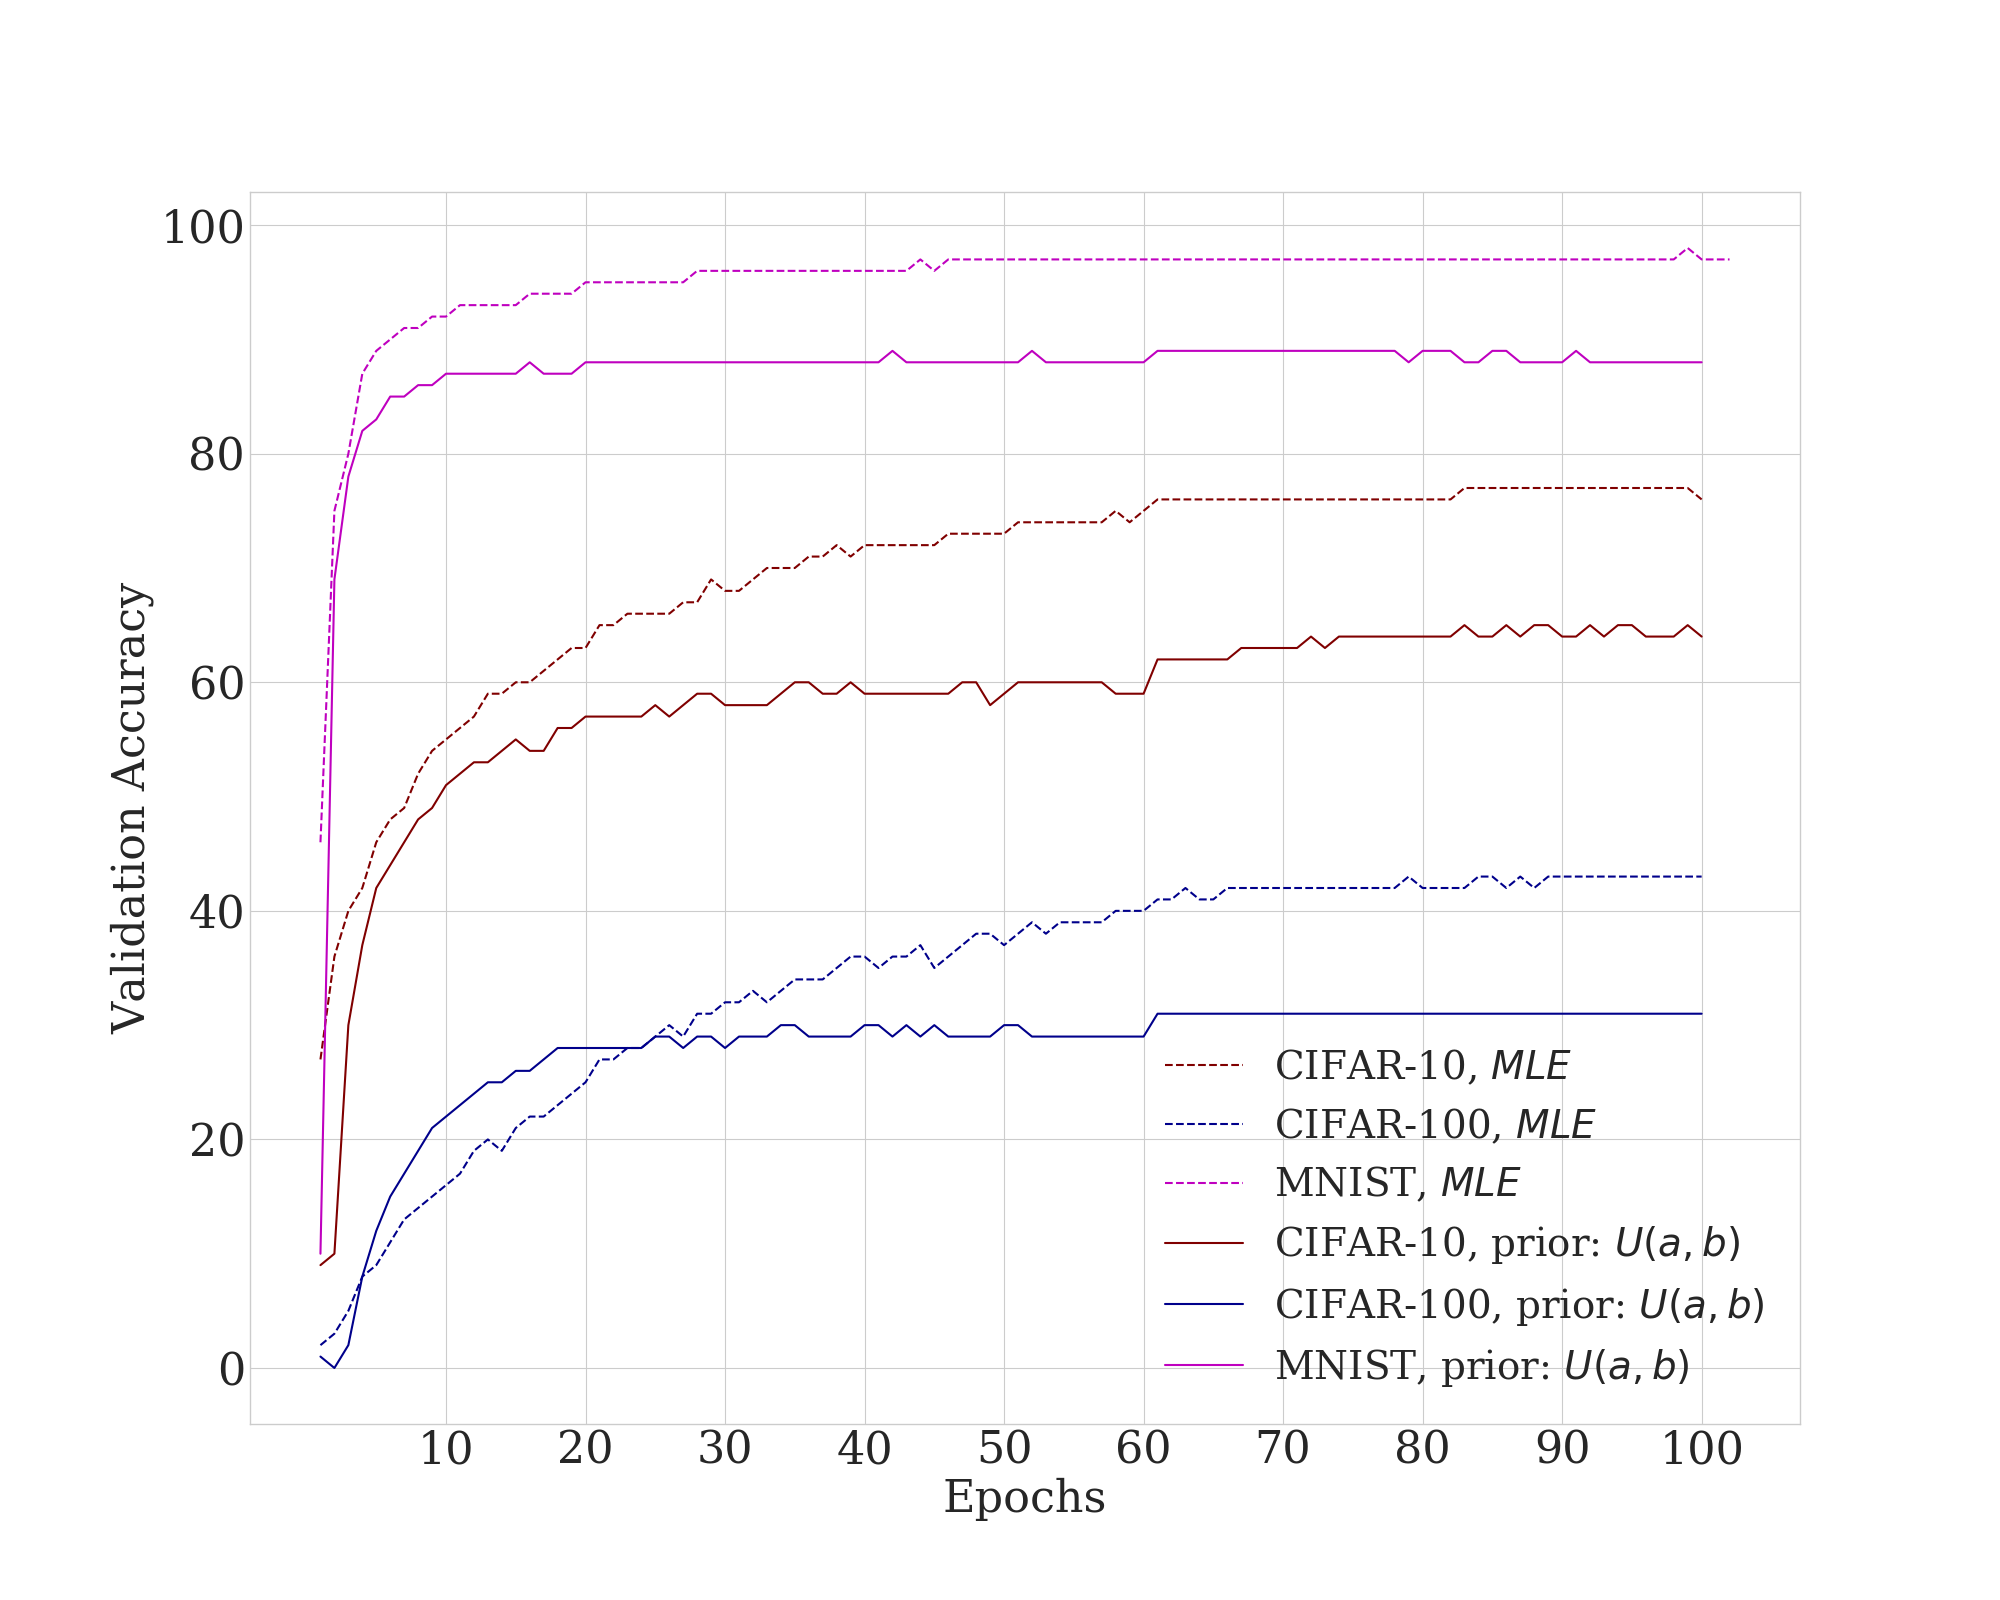 100
80
60
40
20
0
Validation Accuracy
10 20 30 40 50 60 70 80 90 100
Epochs
CIFAR-10, MLE
CIFAR-100, MLE
MNIST, MLE
CIFAR-10, prior: U(a, b)
CIFAR-100, prior: U(a, b)
MNIST, prior: U(a, b)